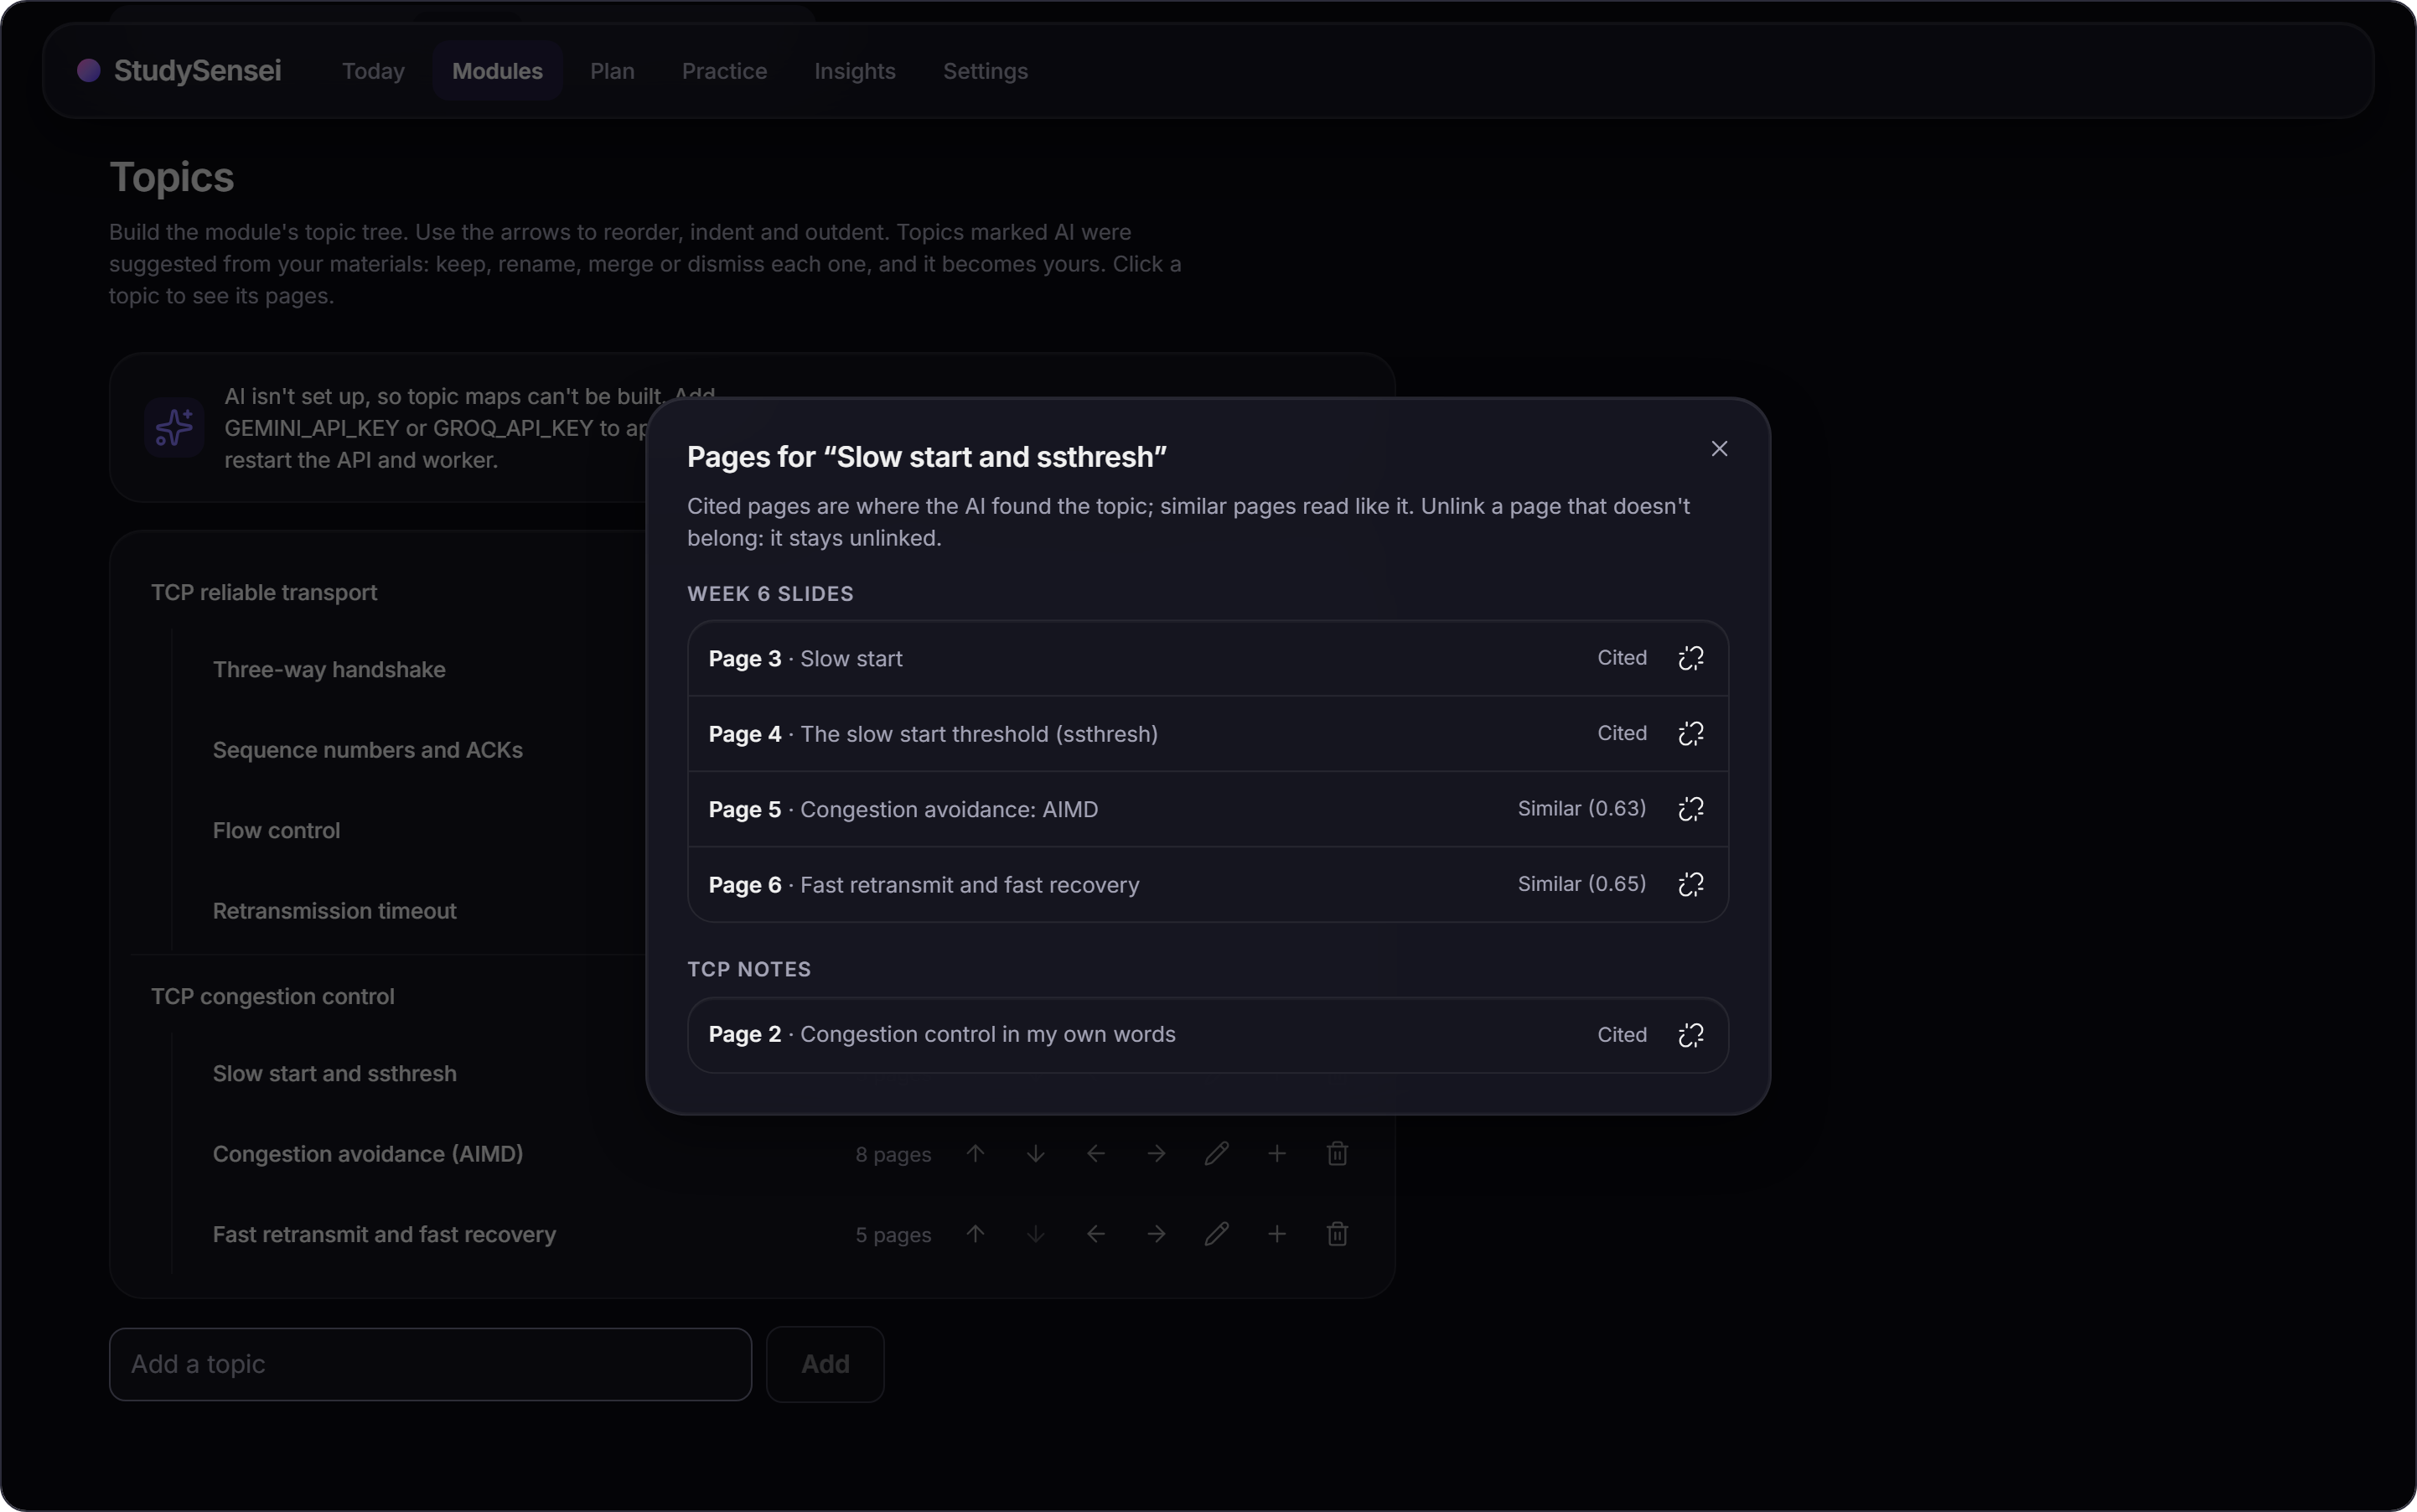 StudySensei Today Modules Plan Practice Insights Settings
Topics
Build the module's topic tree. Use the arrows to reorder, indent and outdent. Topics marked AI were
suggested from your materials: keep, rename, merge or dismiss each one, and it becomes yours. Click a
topic to see its pages.
AI isn't set up, so topic maps can't be built. Add
GEMINI_API_KEY or GROQ_API_KEY to
restart the API and worker.
TCP reliable transport
Three-way handshake
Sequence numbers and ACKs
Flow control
Retransmission timeout
TCP congestion control
Slow start and ssthresh
Congestion avoidance (AIMD) 8 pages
Fast retransmit and fast recovery 5 pages
Add a topic Add
Pages for “Slow start and ssthresh”
Cited pages are where the AI found the topic; similar pages read like it. Unlink a page that doesn't
belong: it stays unlinked.
WEEK 6 SLIDES
Page 3 · Slow start Cited
Page 4 · The slow start threshold (ssthresh) Cited
Page 5 · Congestion avoidance: AIMD Similar (0.63)
Page 6 · Fast retransmit and fast recovery Similar (0.65)
TCP NOTES
Page 2 · Congestion control in my own words Cited